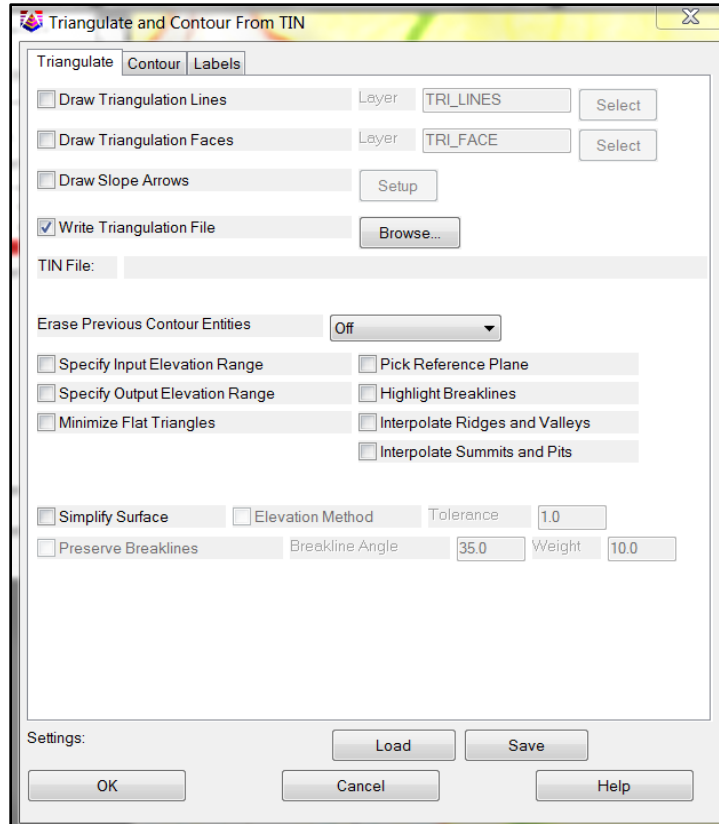 Triangulate and Contour From TIN
Triangulate Contour Labels
Draw Triangulation Lines Layer TRI_LINES Select
Draw Triangulation Faces Layer TRI_FACE Select
Draw Slope Arrows Setup
Write Triangulation File Browse...
TIN File:
Erase Previous Contour Entities Off
Specify Input Elevation Range Pick Reference Plane
Specify Output Elevation Range Highlight Breaklines
Minimize Flat Triangles Interpolate Ridges and Valleys
Interpolate Summits and Pits
Simplify Surface Elevation Method Tolerance 1.0
Preserve Breaklines Breakline Angle 35.0 Weight 10.0
Settings: Load Save
OK Cancel Help